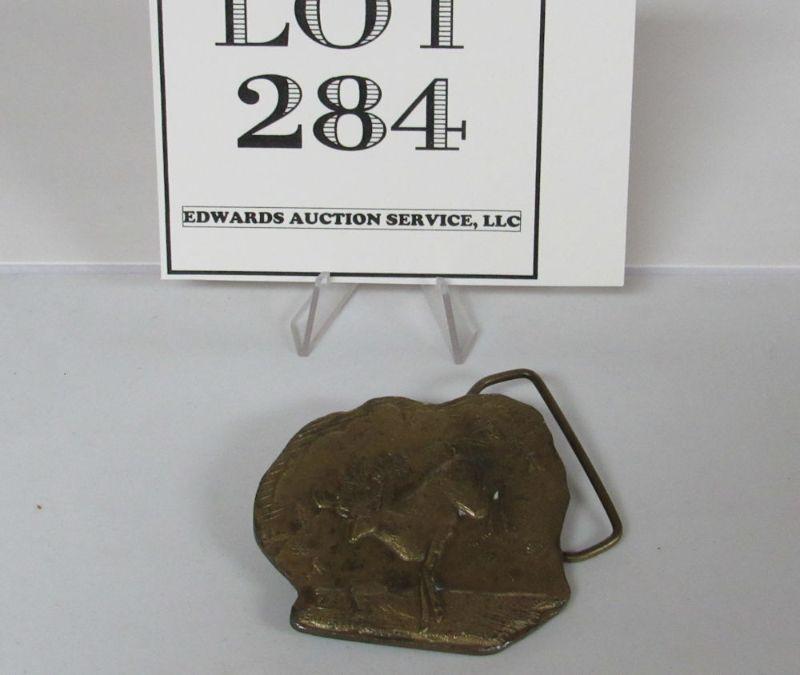 LOT
284
EDWARDS AUCTION SERVICE, LLC